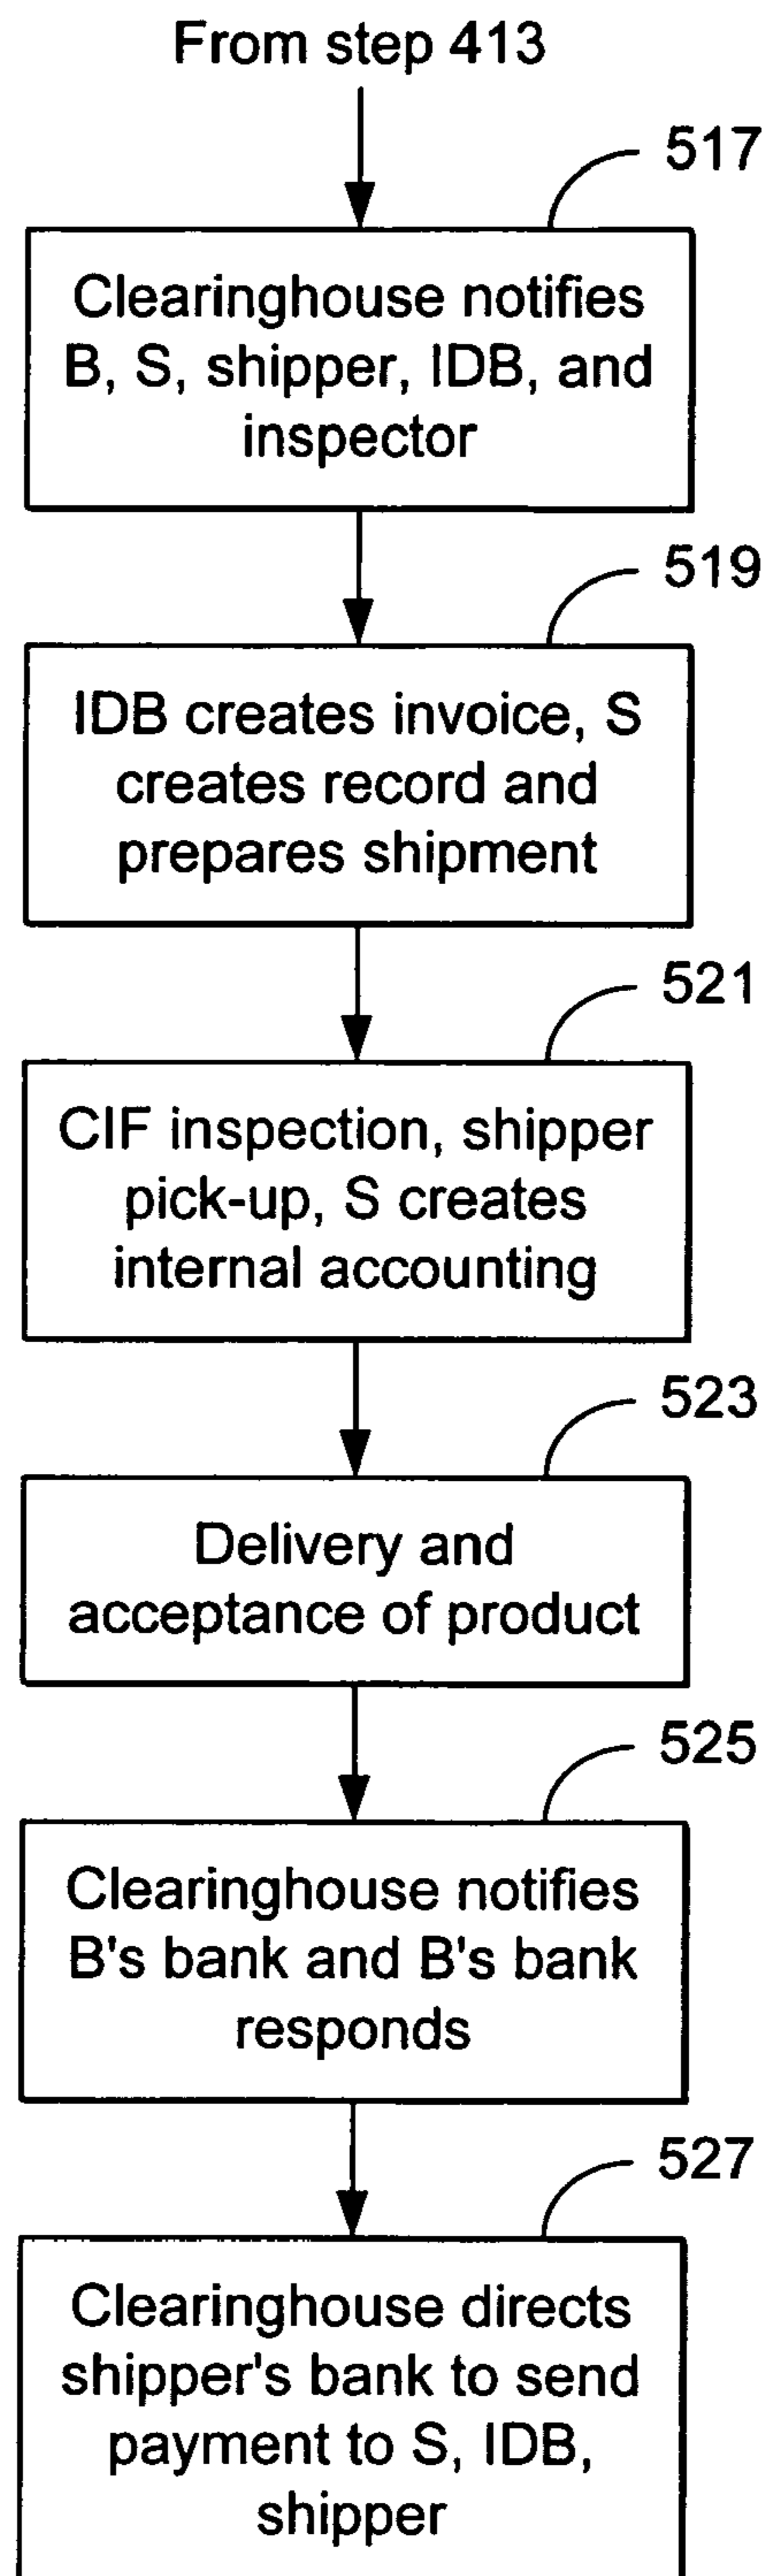 From step 413
517
Clearinghouse notifies
B, S, shipper, IDB, and
inspector
519
IDB creates invoice, S
creates record and
prepares shipment
521
CIF inspection, shipper
pick-up, S creates
internal accounting
523
Delivery and
acceptance of product
525
Clearinghouse notifies
B's bank and B's bank
responds
527
Clearinghouse directs
shipper's bank to send
payment to S, IDB,
shipper